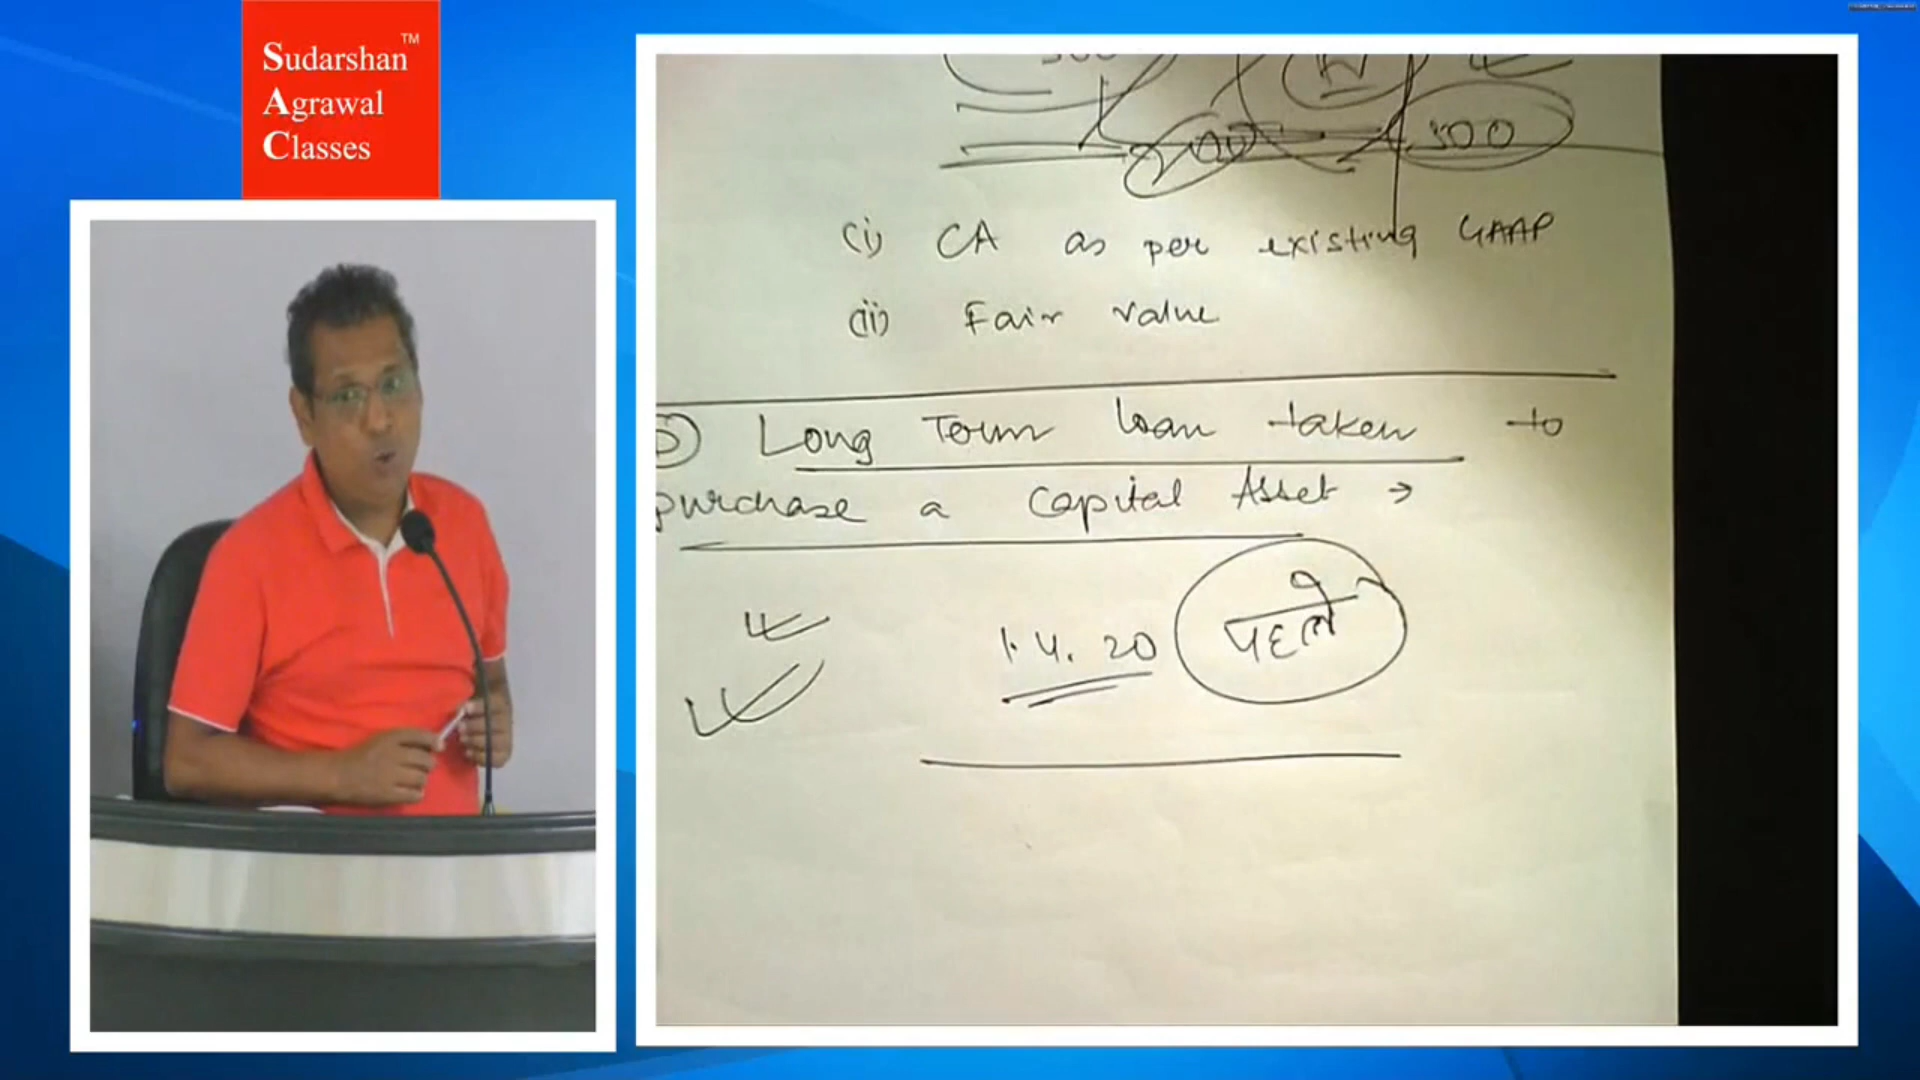 Sudarshan™
Agrawal
Classes
500
(i) CA as per existing GAAP
(ii) Fair value
Long Term loan taken to
purchase a Capital Asset →
1.4.20 पहले